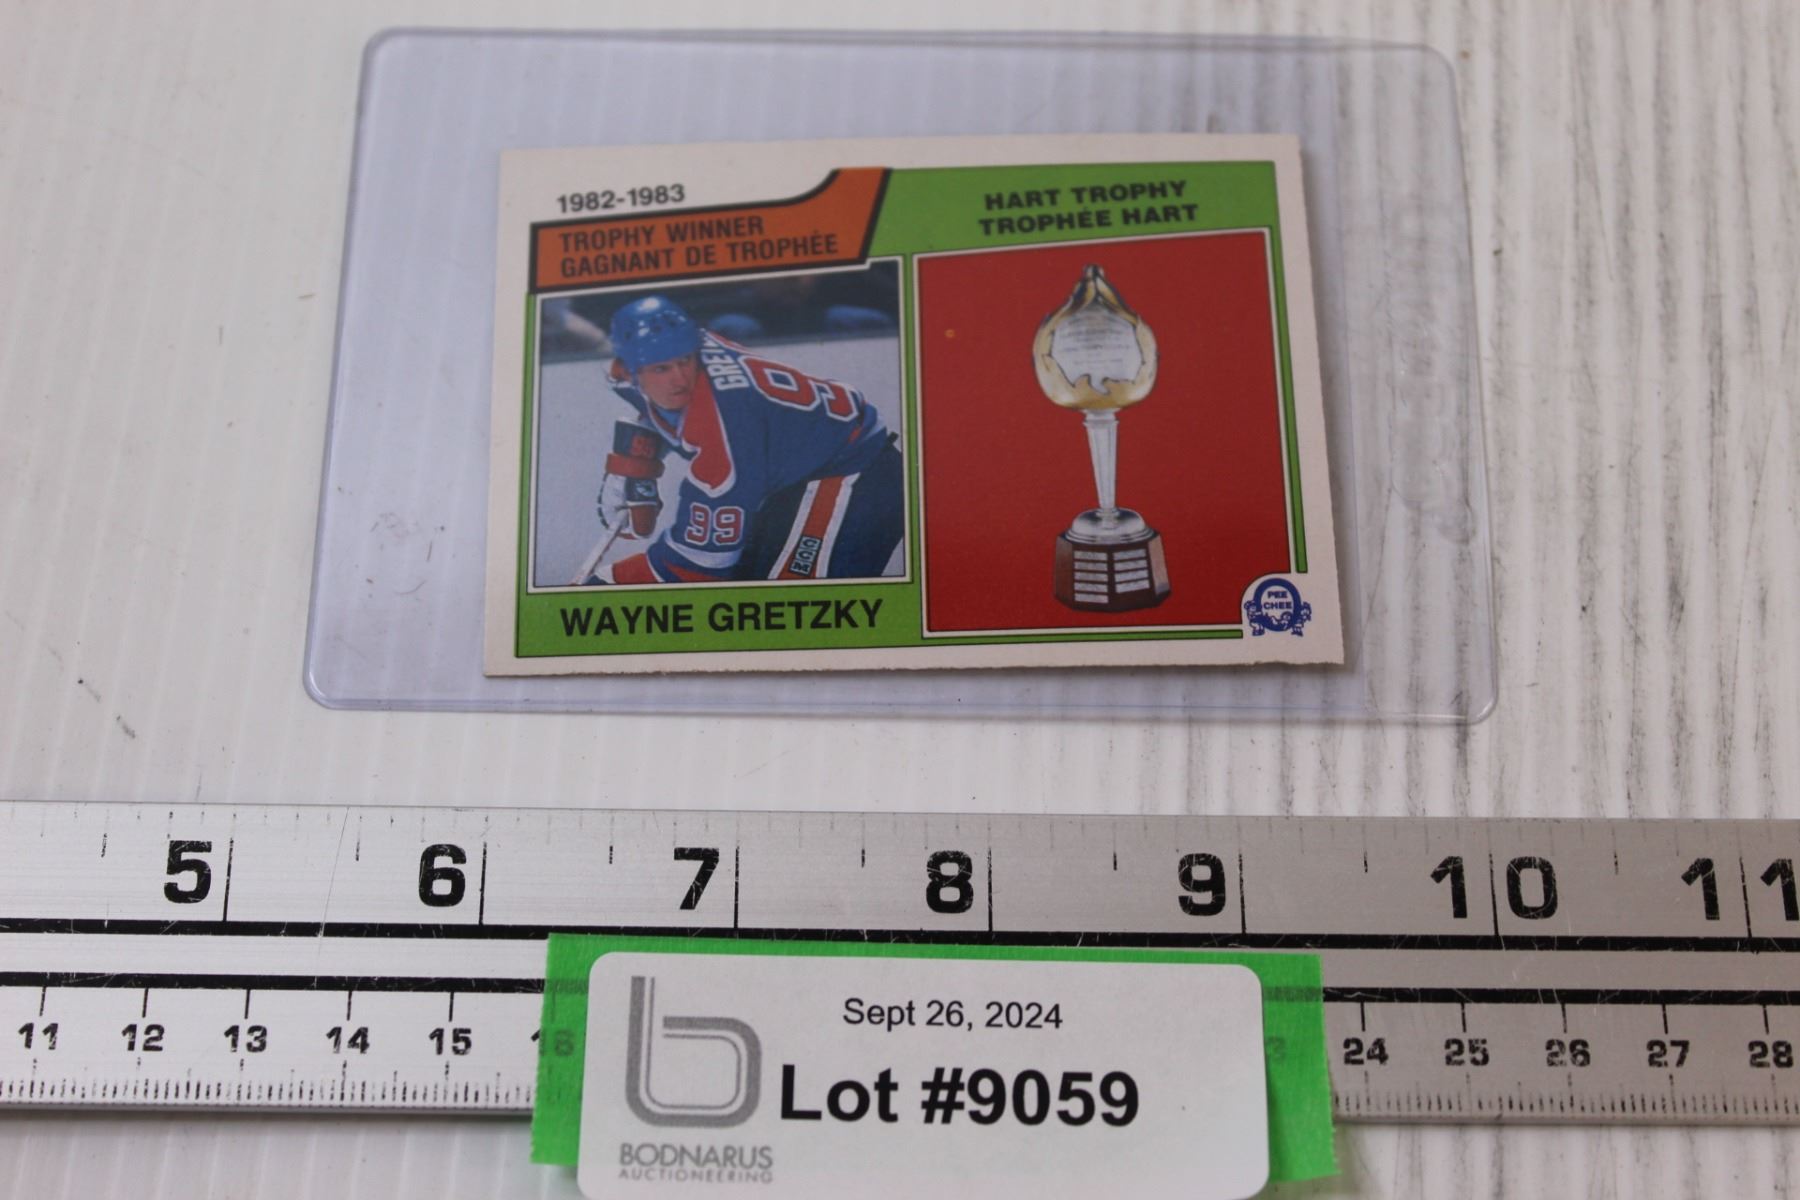 1982-1983
TROPHY WINNER
GAGNANT DE TROPHÉE
HART TROPHY
TROPHÉE HART
99
99
CCM
WAYNE GRETZKY
PEE
CHEE
5 6 7 8 9 10 11
11 12 13 14 15 16 24 25 26 27 28
Sept 26, 2024
Lot #9059
BODNARUS
AUCTIONEERING